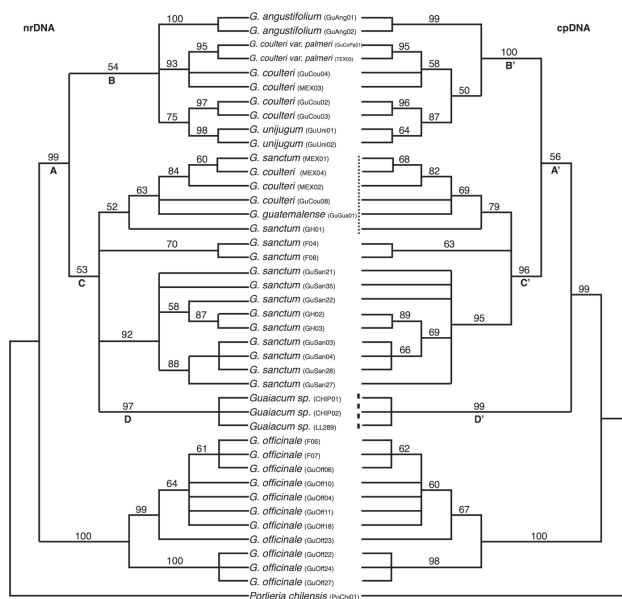 nrDNA
cpDNA
100 G. angustifolium (GuAng01) 99
G. angustifolium (GuAng02)
54 95 G. coulteri var. palmeri (GuCoPa01) 95 100
B G. coulteri var. palmeri (TEX03) B'
93 G. coulteri (GuCou04) 58
G. coulteri (MEX03) 50
97 G. coulteri (GuCou02) 96
75 G. coulteri (GuCou03) 87
98 G. unijugum (GuUni01) 64
G. unijugum (GuUni02)
99 60 G. sanctum (MEX01) 68 56
A 84 G. coulteri (MEX04) 82 A'
63 G. coulteri (MEX02) 69
52 G. coulteri (GuCou08) 79
G. guatemalense (GuGua01)
G. sanctum (GH01)
70 G. sanctum (F04) 63
G. sanctum (F08)
53 G. sanctum (GuSan21) 96
C G. sanctum (GuSan35) C'
58 G. sanctum (GuSan22) 99
87 G. sanctum (GH02) 89 95
92 G. sanctum (GH03) 69
G. sanctum (GuSan03)
88 G. sanctum (GuSan04) 66
G. sanctum (GuSan28)
G. sanctum (GuSan27)
Guaiacum sp. (CHIP01)
97 Guaiacum sp. (CHIP02) 99
D Guaiacum sp. (LL289) D'
61 G. officinale (F06) 62
G. officinale (F07)
G. officinale (GuOff06)
64 G. officinale (GuOff10) 60
G. officinale (GuOff04)
99 G. officinale (GuOff11) 67
G. officinale (GuOff18)
100 G. officinale (GuOff23) 100
100 G. officinale (GuOff22) 98
G. officinale (GuOff24)
G. officinale (GuOff27)
Porlieria chilensis (PoChi01)